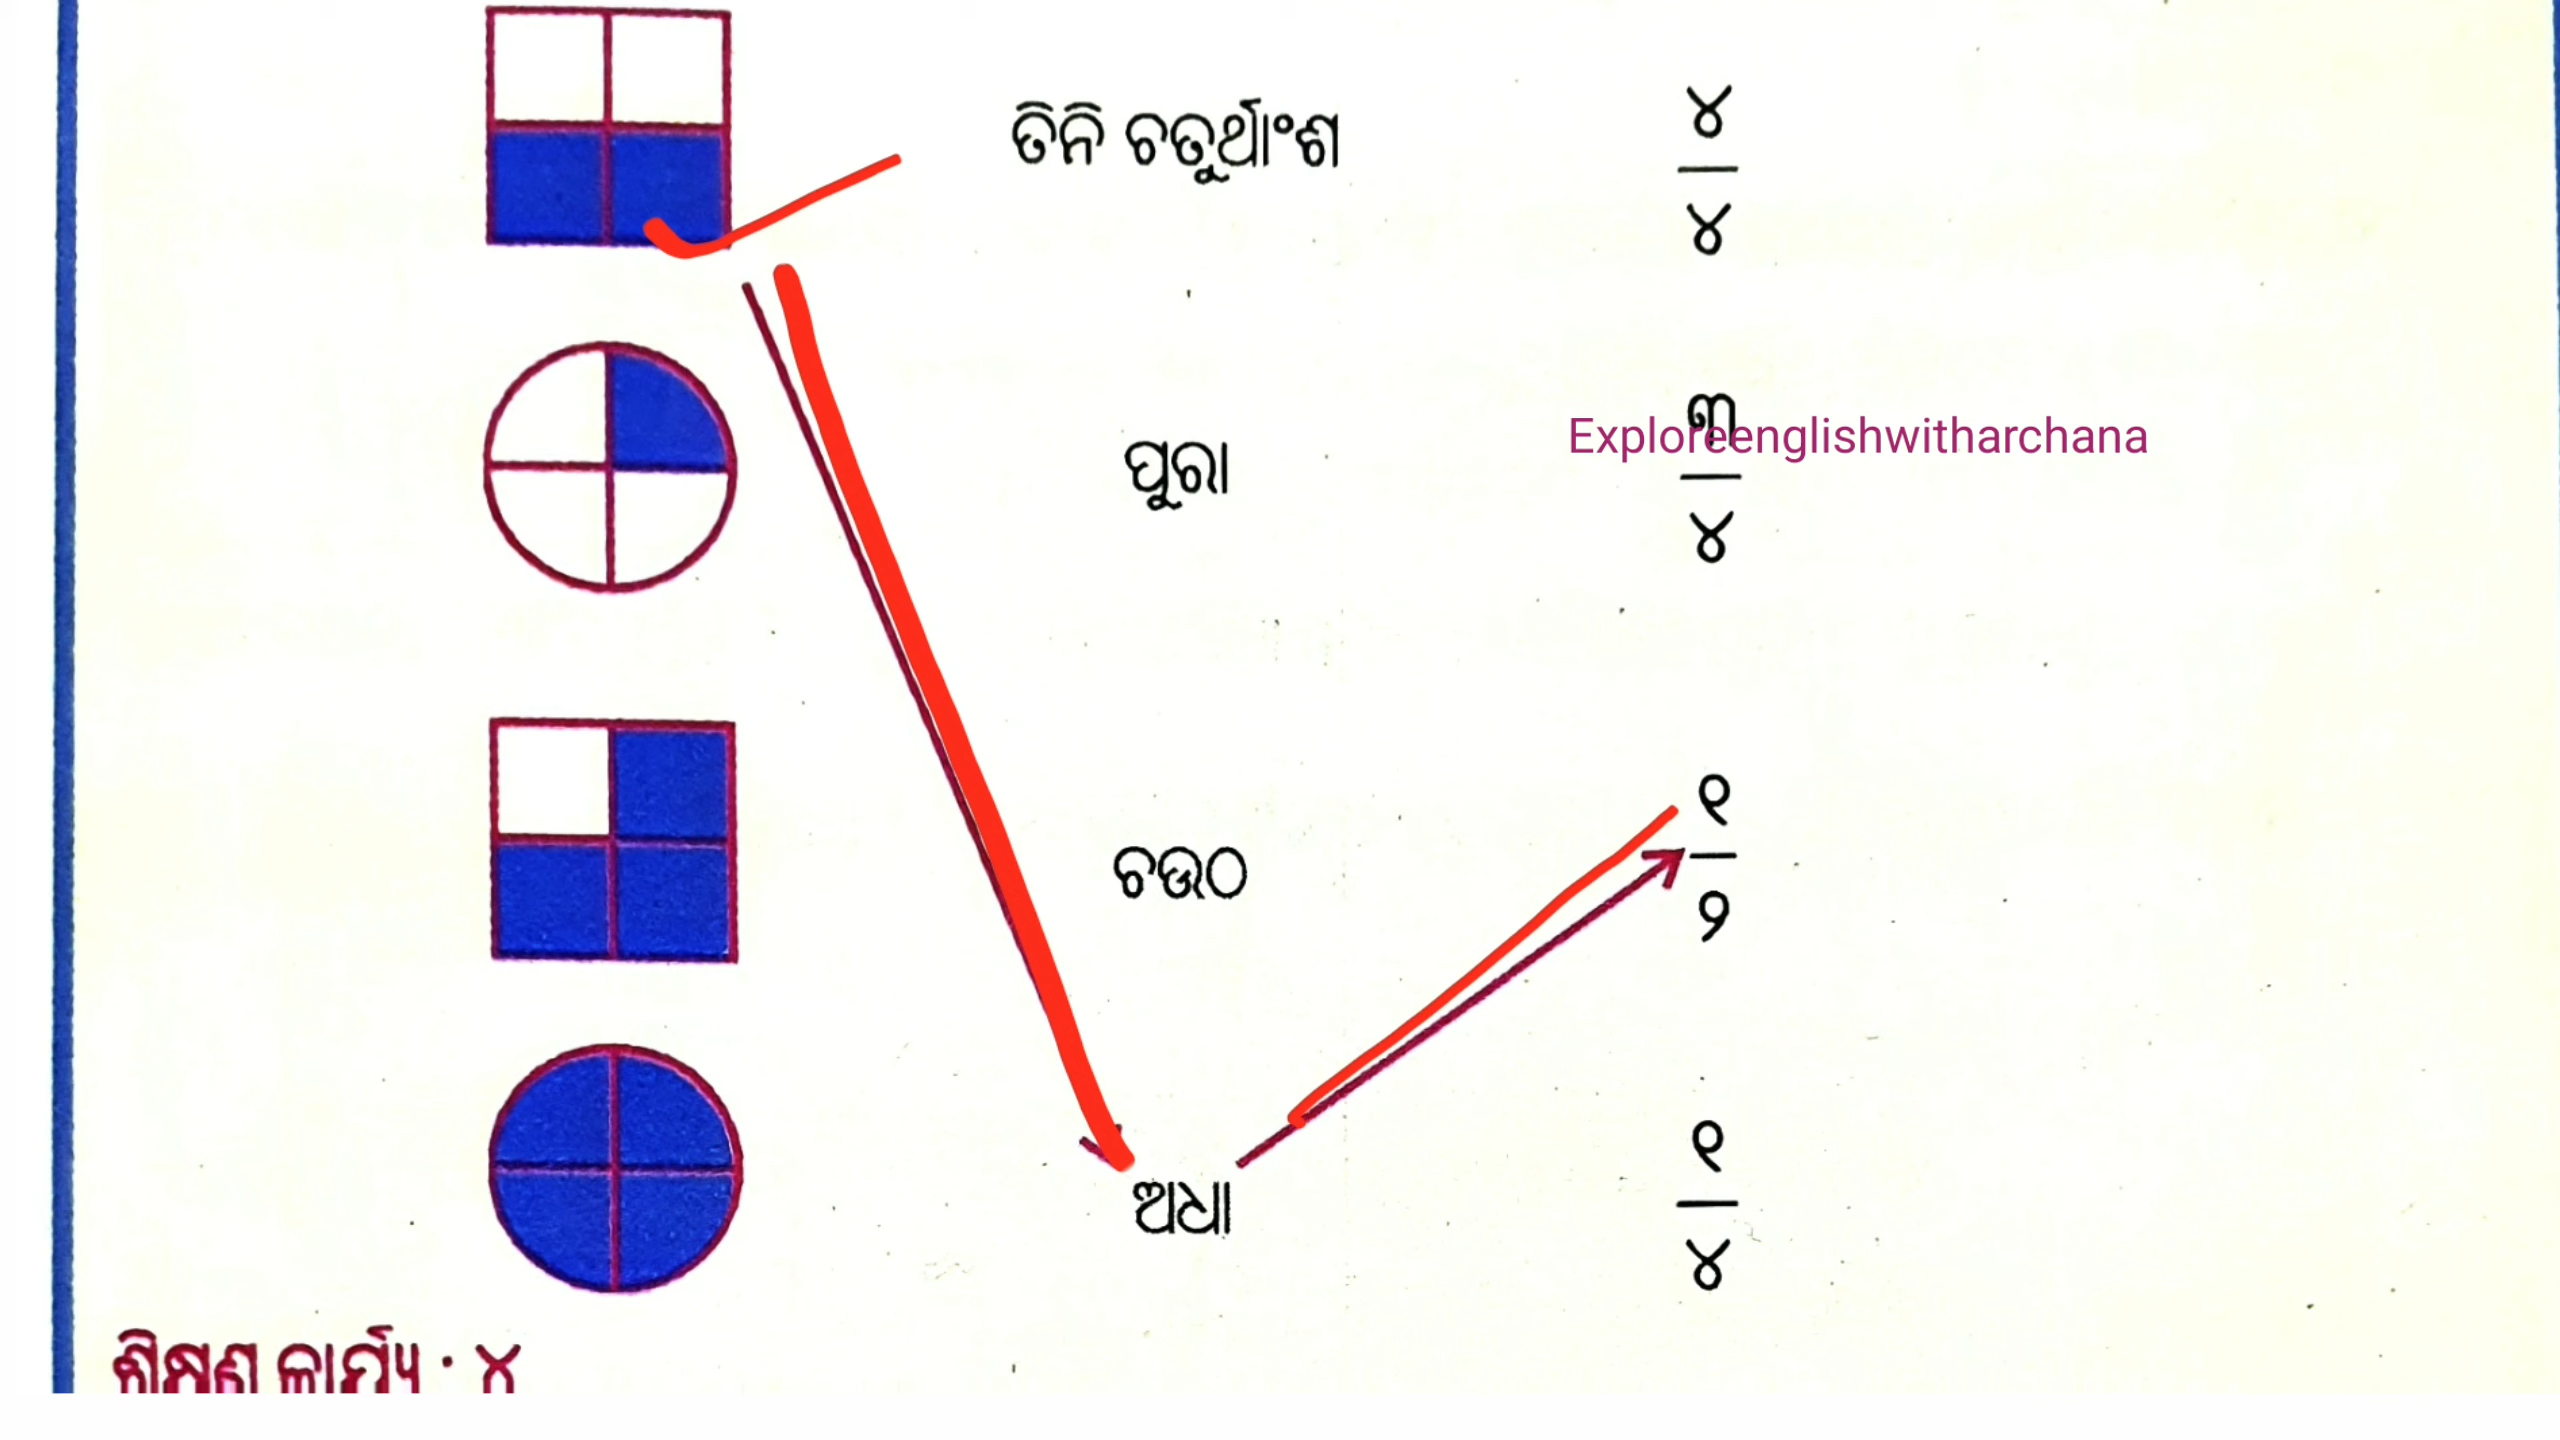 ତିନି ଚତୁର୍ଥାଂଶ
୪
୪
ପୁରା
୩
୪
Exploreenglishwitharchana
ଚଉଠ
୧
୨
ଅଧା
୧
୪
ଶିକ୍ଷଣ କାର୍ଯ୍ୟ : ୪